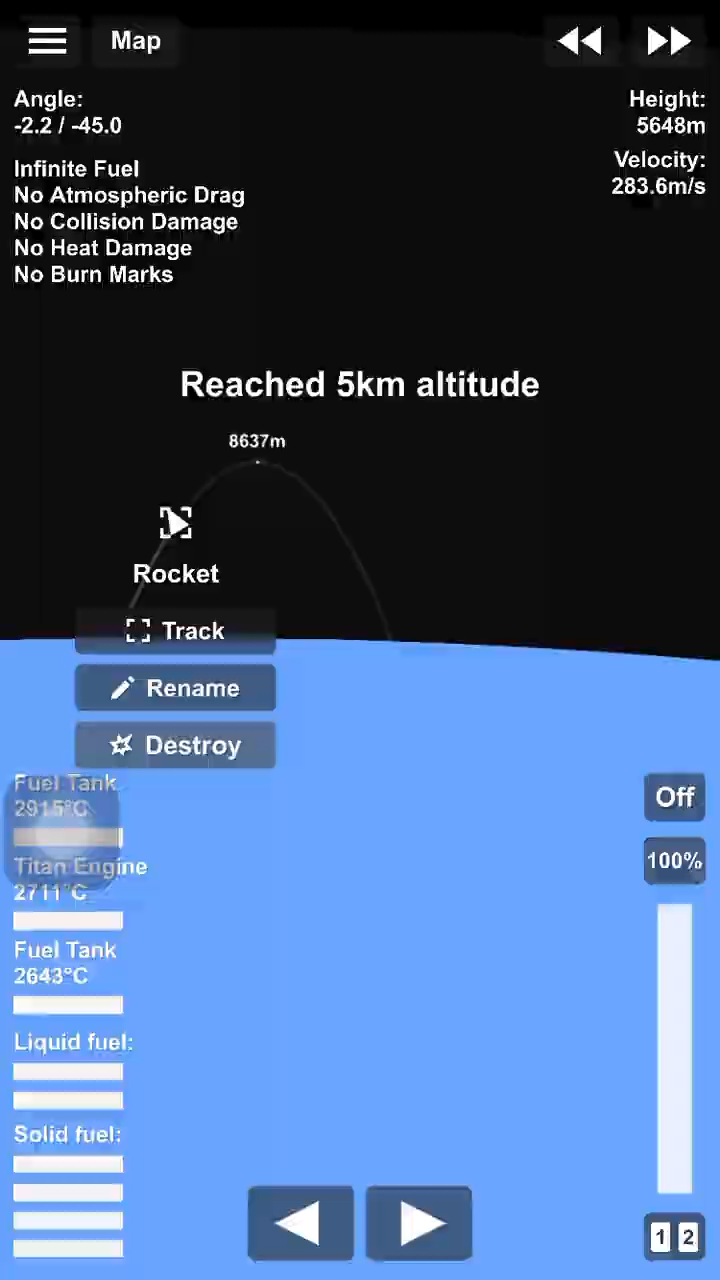 Map
Angle:
-2.2 / -45.0
Height:
5648m
Velocity:
283.6m/s
Infinite Fuel
No Atmospheric Drag
No Collision Damage
No Heat Damage
No Burn Marks
Reached 5km altitude
8637m
Rocket
Track
Rename
Destroy
Fuel Tank
2915°C
Titan Engine
2711°C
Fuel Tank
2643°C
Liquid fuel:
Solid fuel:
Off
100%
1 2